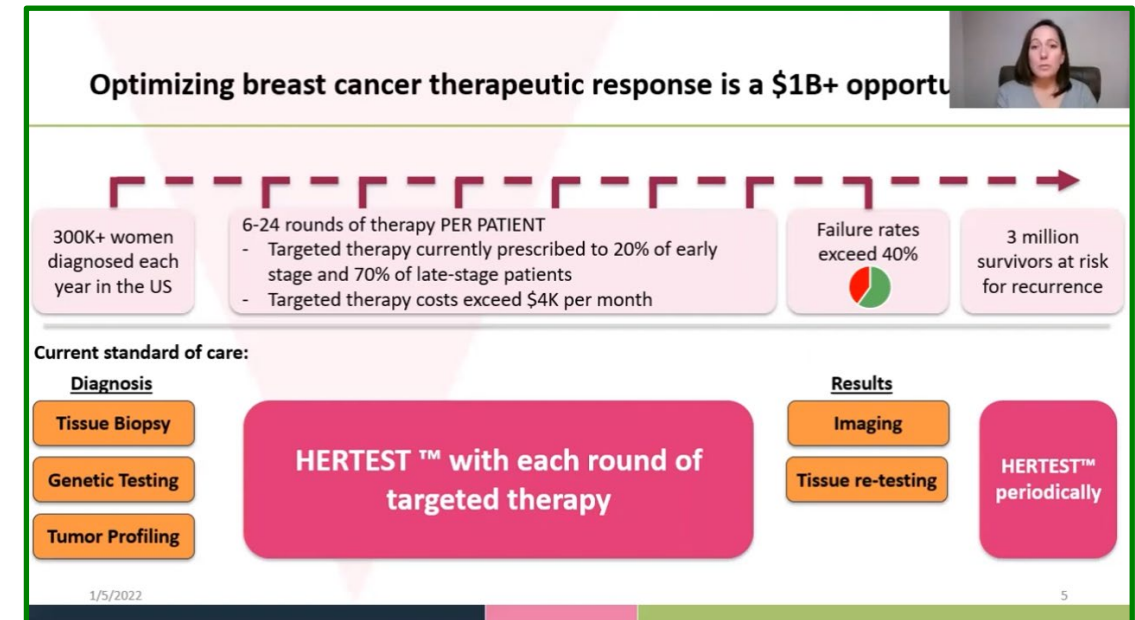 Optimizing breast cancer therapeutic response is a $1B+ opportu
300K+ women
diagnosed each
year in the US
6-24 rounds of therapy PER PATIENT
- Targeted therapy currently prescribed to 20% of early
stage and 70% of late-stage patients
- Targeted therapy costs exceed $4K per month
Failure rates
exceed 40%
3 million
survivors at risk
for recurrence
Current standard of care:
Diagnosis
Tissue Biopsy
Genetic Testing
Tumor Profiling
HERTEST ™ with each round of
targeted therapy
Results
Imaging
Tissue re-testing
HERTEST™
periodically
1/5/2022
5